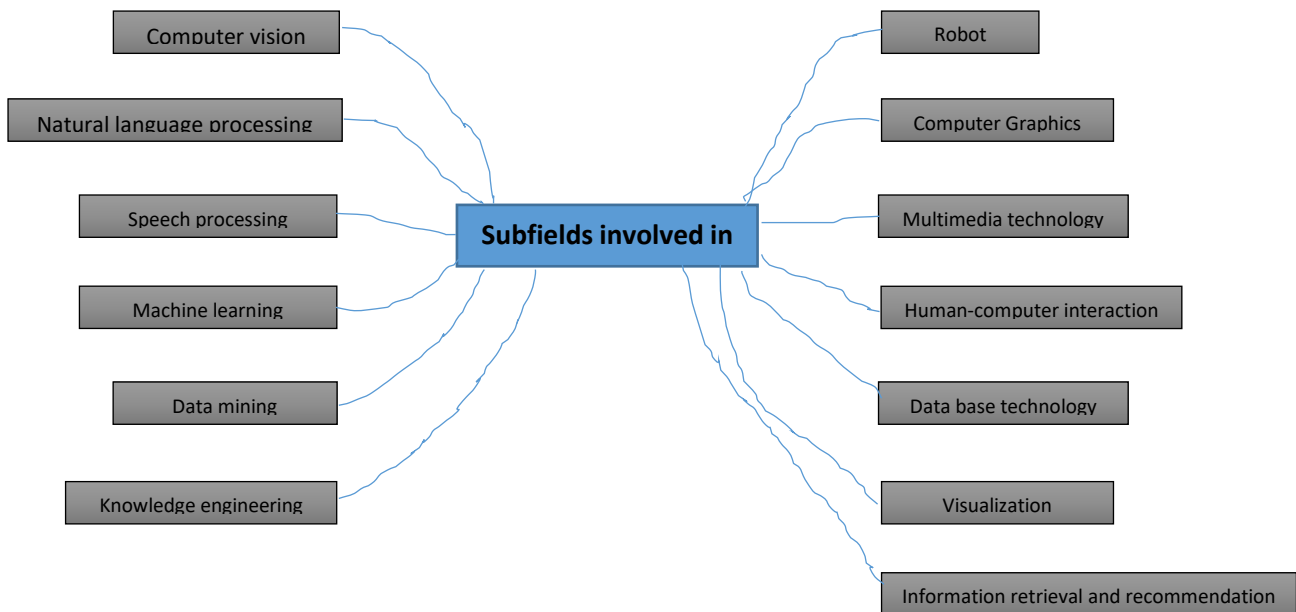 Computer vision
Natural language processing
Speech processing
Machine learning
Data mining
Knowledge engineering
Subfields involved in
Robot
Computer Graphics
Multimedia technology
Human-computer interaction
Data base technology
Visualization
Information retrieval and recommendation